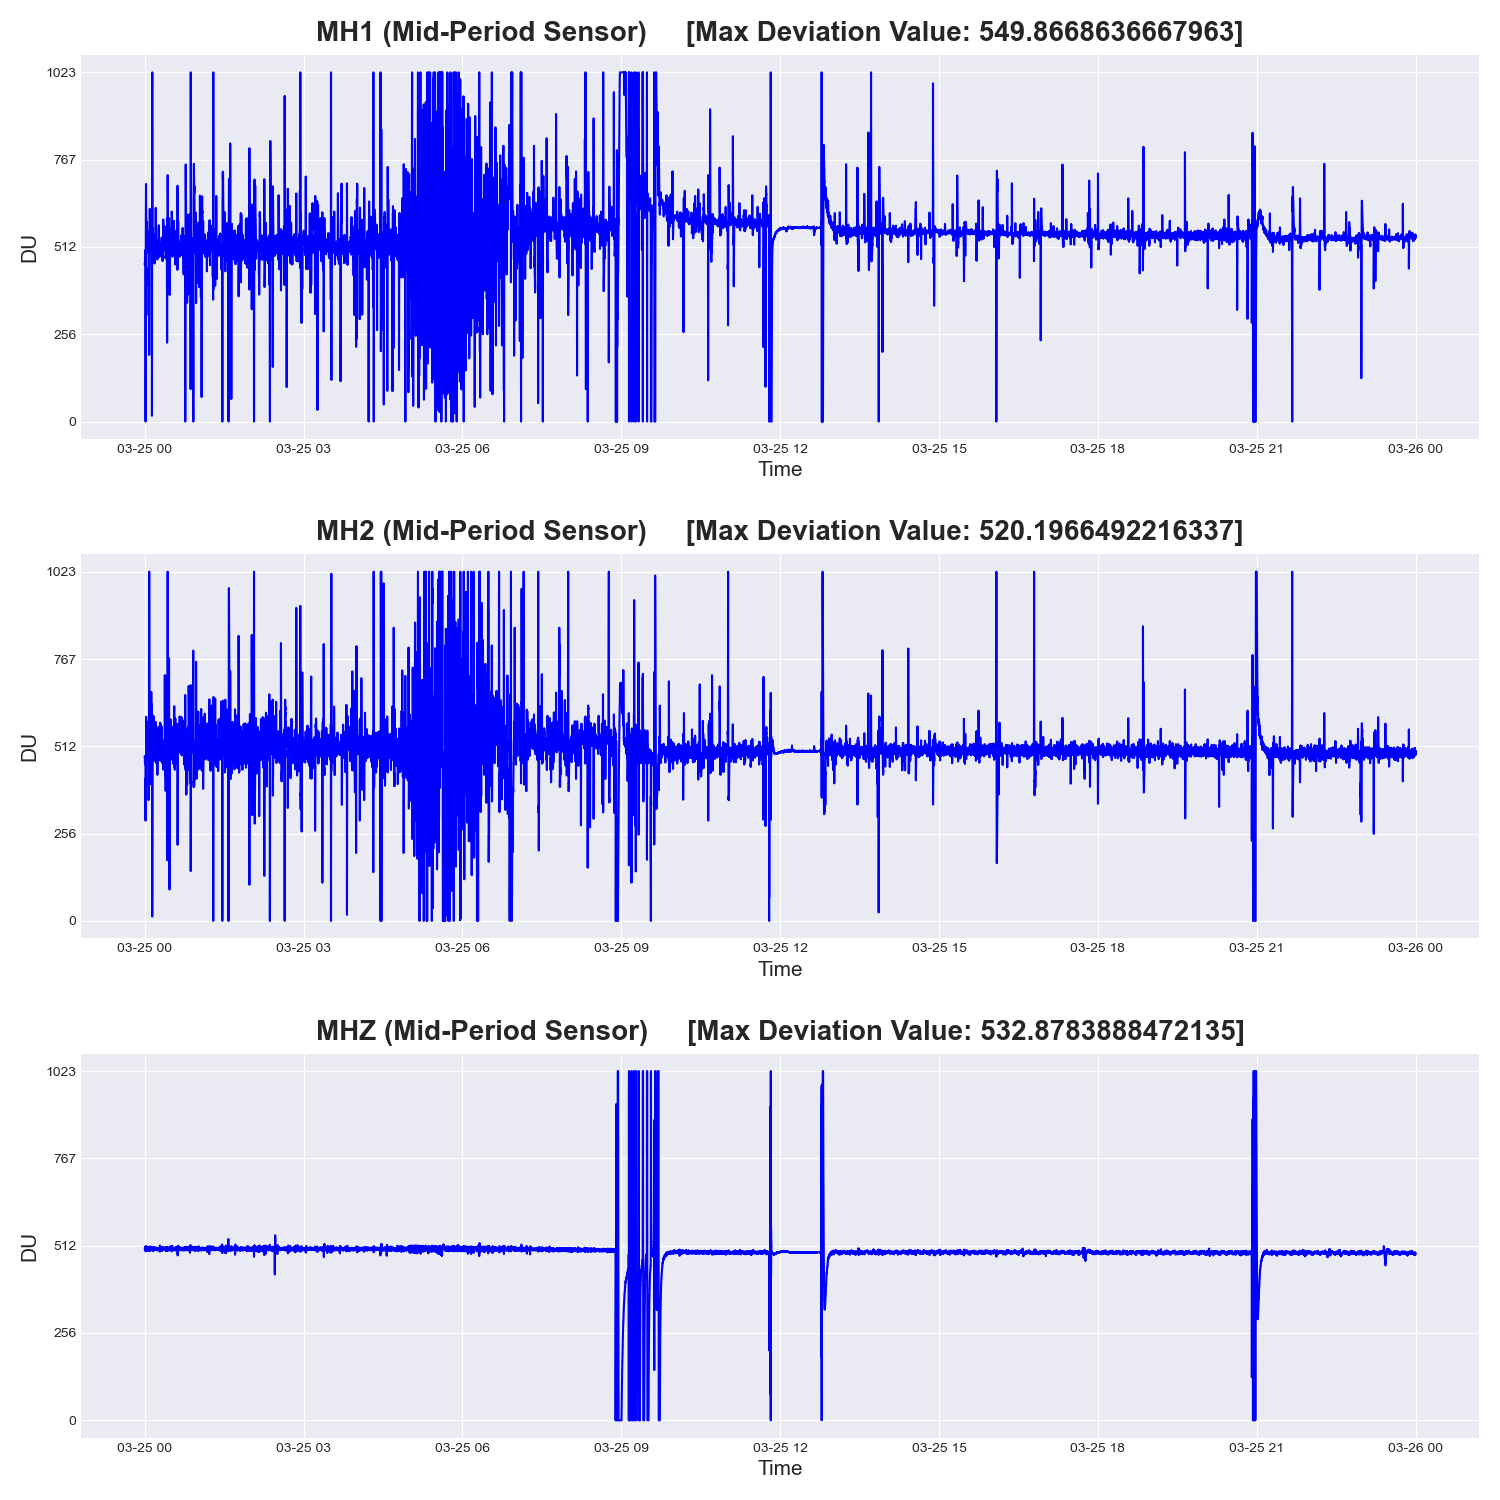 MH1 (Mid-Period Sensor) [Max Deviation Value: 549.8668636667963]
1023
767
512
256
0
DU
03-25 00 03-25 03 03-25 06 03-25 09 03-25 12 03-25 15 03-25 18 03-25 21 03-26 00
Time
MH2 (Mid-Period Sensor) [Max Deviation Value: 520.1966492216337]
1023
767
512
256
0
DU
03-25 00 03-25 03 03-25 06 03-25 09 03-25 12 03-25 15 03-25 18 03-25 21 03-26 00
Time
MHZ (Mid-Period Sensor) [Max Deviation Value: 532.8783888472135]
1023
767
512
256
0
DU
03-25 00 03-25 03 03-25 06 03-25 09 03-25 12 03-25 15 03-25 18 03-25 21 03-26 00
Time